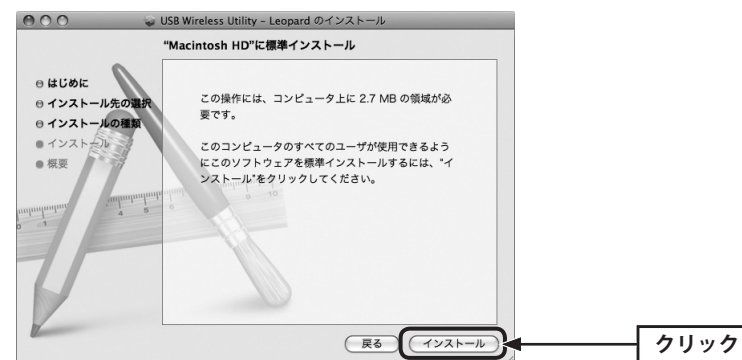 USB Wireless Utility – Leopard のインストール
"Macintosh HD"に標準インストール
はじめに
インストール先の選択
インストールの種類
インストール
概要
この操作には、コンピュータ上に 2.7 MB の領域が必
要です。
このコンピュータのすべてのユーザが使用できるよう
にこのソフトウェアを標準インストールするには、"イ
ンストール"をクリックしてください。
0 1 4 5 9 10
戻る
インストール
クリック